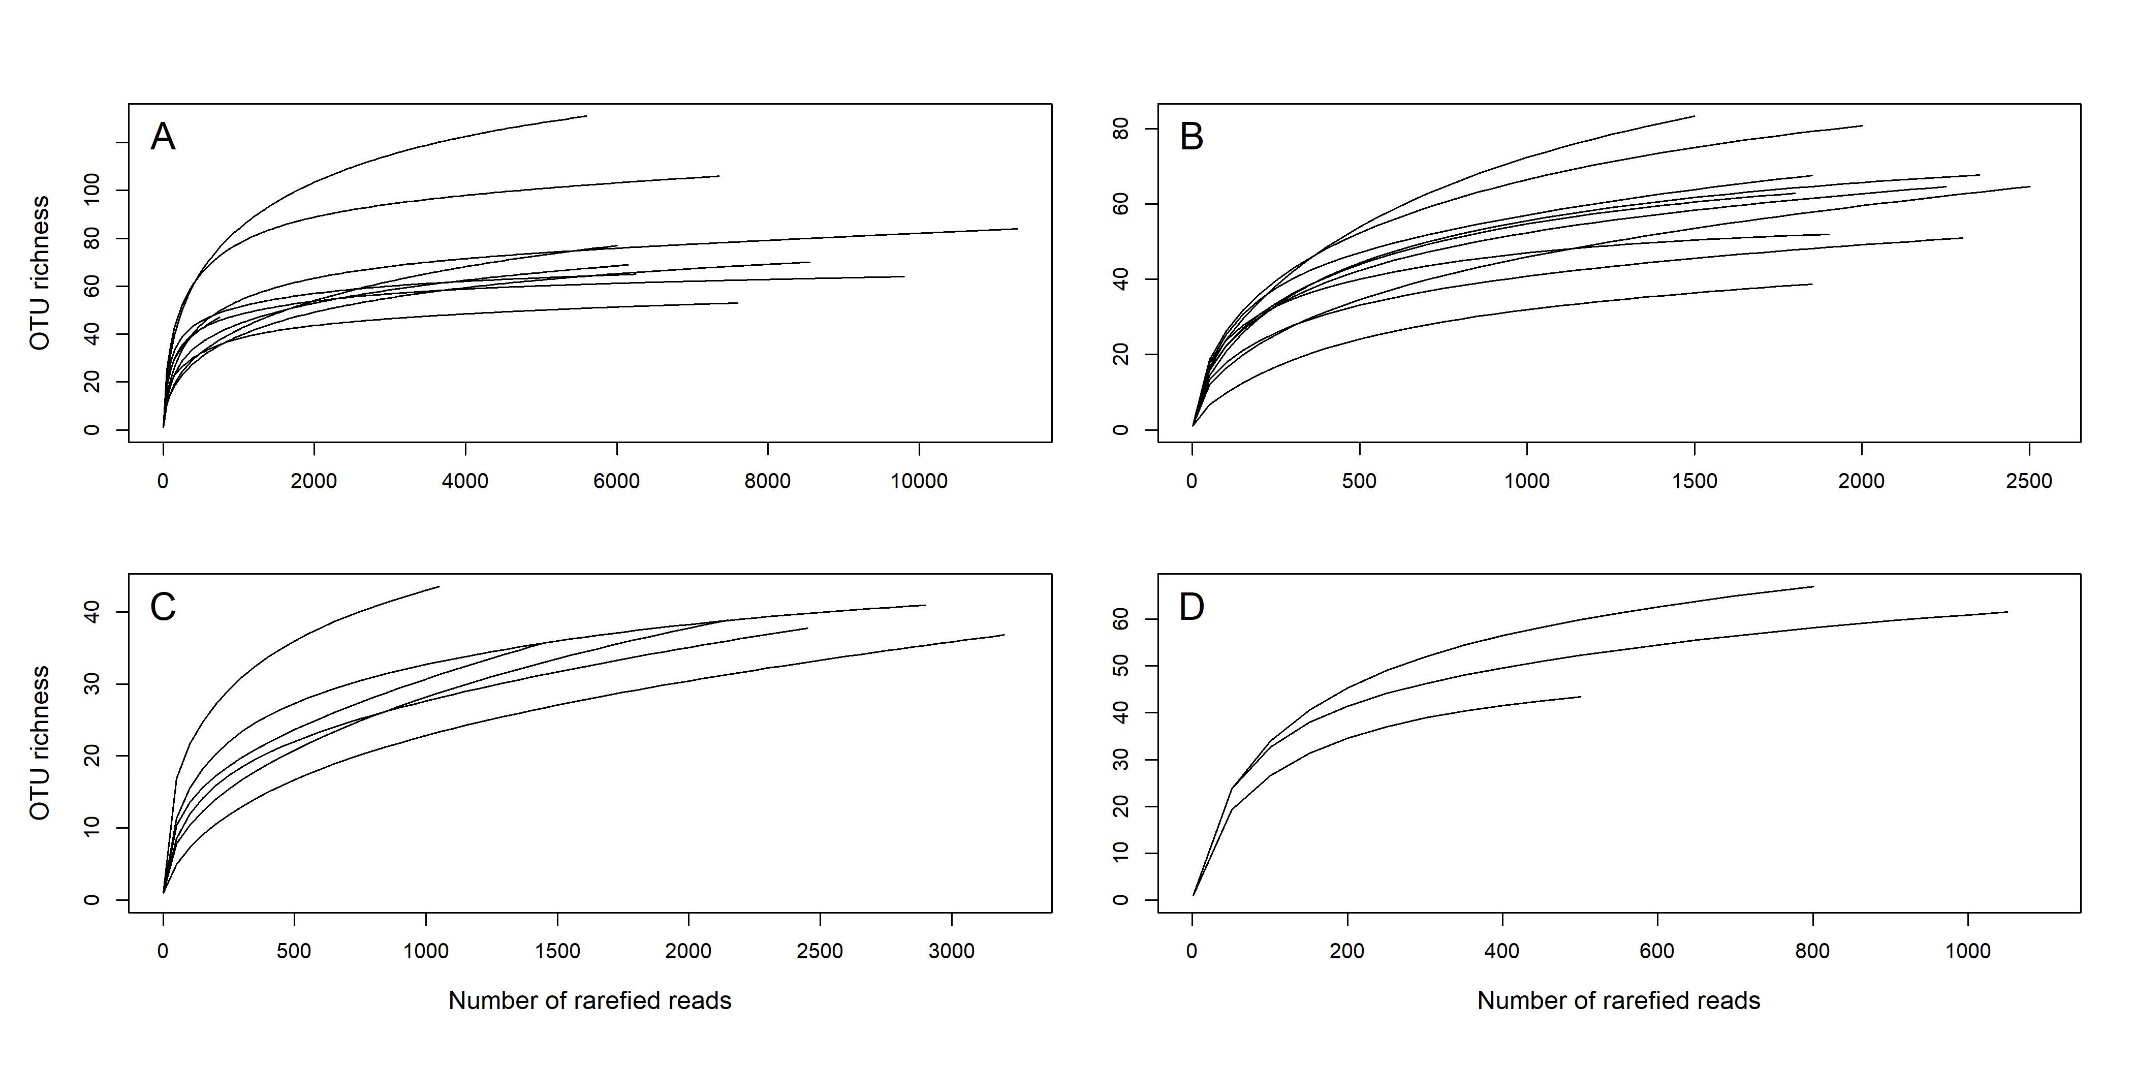 A
OTU richness
0 20 40 60 80 100
0 2000 4000 6000 8000 10000
B
0 20 40 60 80
0 500 1000 1500 2000 2500
C
OTU richness
0 10 20 30 40
0 500 1000 1500 2000 2500 3000
Number of rarefied reads
D
0 10 20 30 40 50 60
0 200 400 600 800 1000
Number of rarefied reads